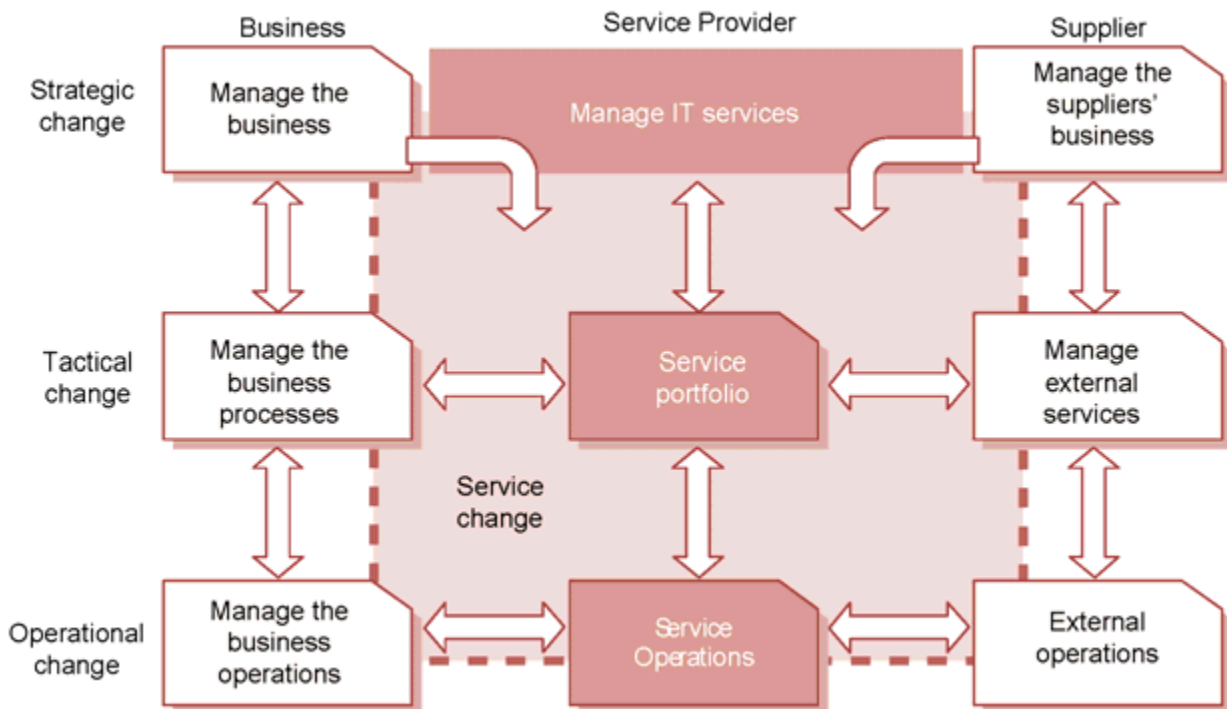 Business
Service Provider
Supplier
Strategic
change
Manage the
business
Manage IT services
Manage the
suppliers'
business
Tactical
change
Manage the
business
processes
Service
portfolio
Manage
external
services
Service
change
Operational
change
Manage the
business
operations
Service
Operations
External
operations